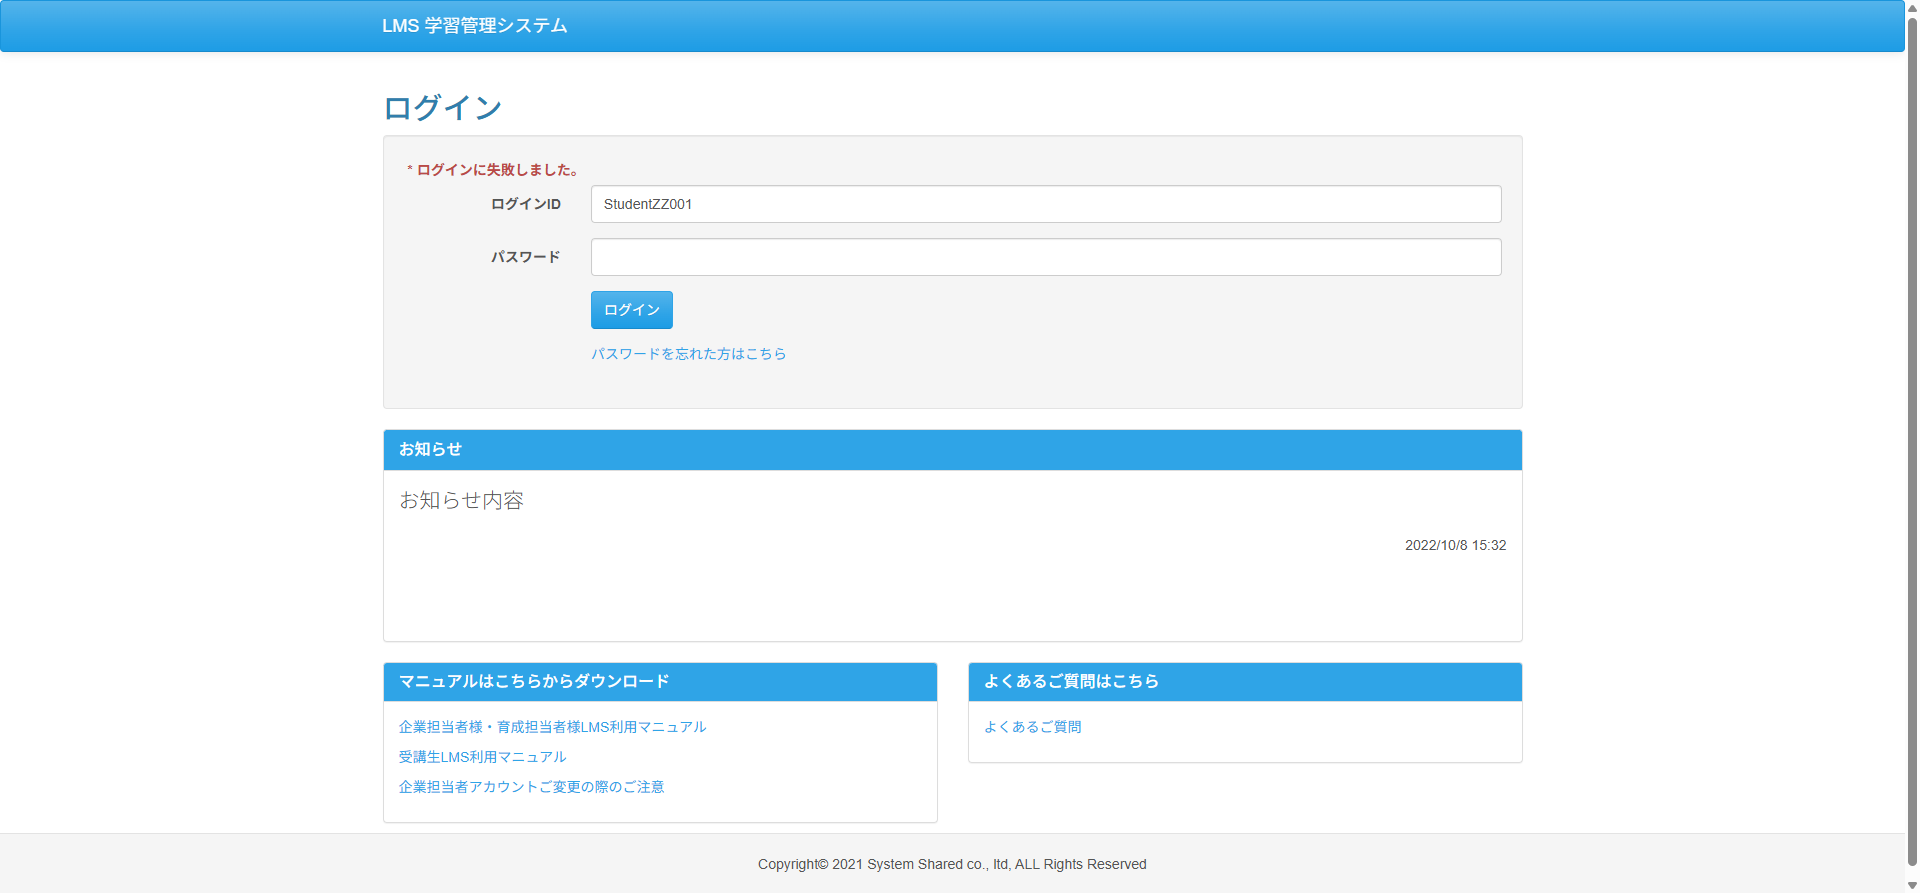 LMS 学習管理システム
ログイン
* ログインに失敗しました。
ログインID
StudentZZ001
パスワード
ログイン
パスワードを忘れた方はこちら
お知らせ
お知らせ内容
2022/10/8 15:32
マニュアルはこちらからダウンロード
企業担当者様・育成担当者様LMS利用マニュアル
受講生LMS利用マニュアル
企業担当者アカウントご変更の際のご注意
よくあるご質問はこちら
よくあるご質問
Copyright© 2021 System Shared co., ltd, ALL Rights Reserved